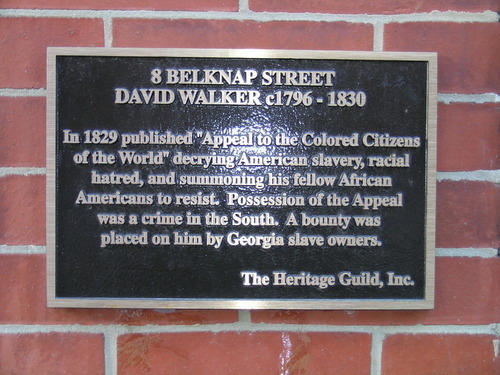 8 BELKNAP STREET
DAVID WALKER c1796 - 1830
In 1829 published "Appeal to the Colored Citizens
of the World" decrying American slavery, racial
hatred, and summoning his fellow African
Americans to resist. Possession of the Appeal
was a crime in the South. A bounty was
placed on him by Georgia slave owners.
The Heritage Guild, Inc.